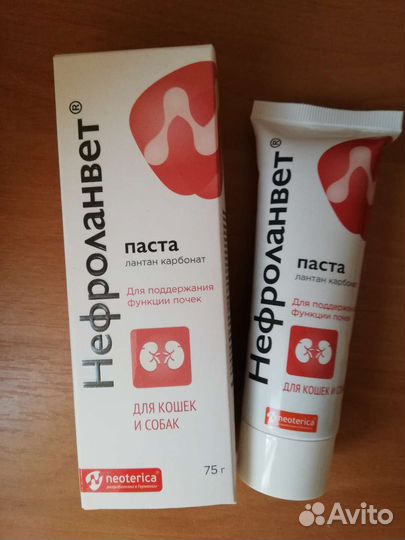 Нефроланвет®
паста
лантан карбонат
Для поддержания
функции почек
ДЛЯ КОШЕК
И СОБАК
neoterica®
75 г
Нефроланвет®
паста
лантан карбонат
Для поддержания
функции почек
ДЛЯ КОШЕК И СОБА
neoterica®
Avito